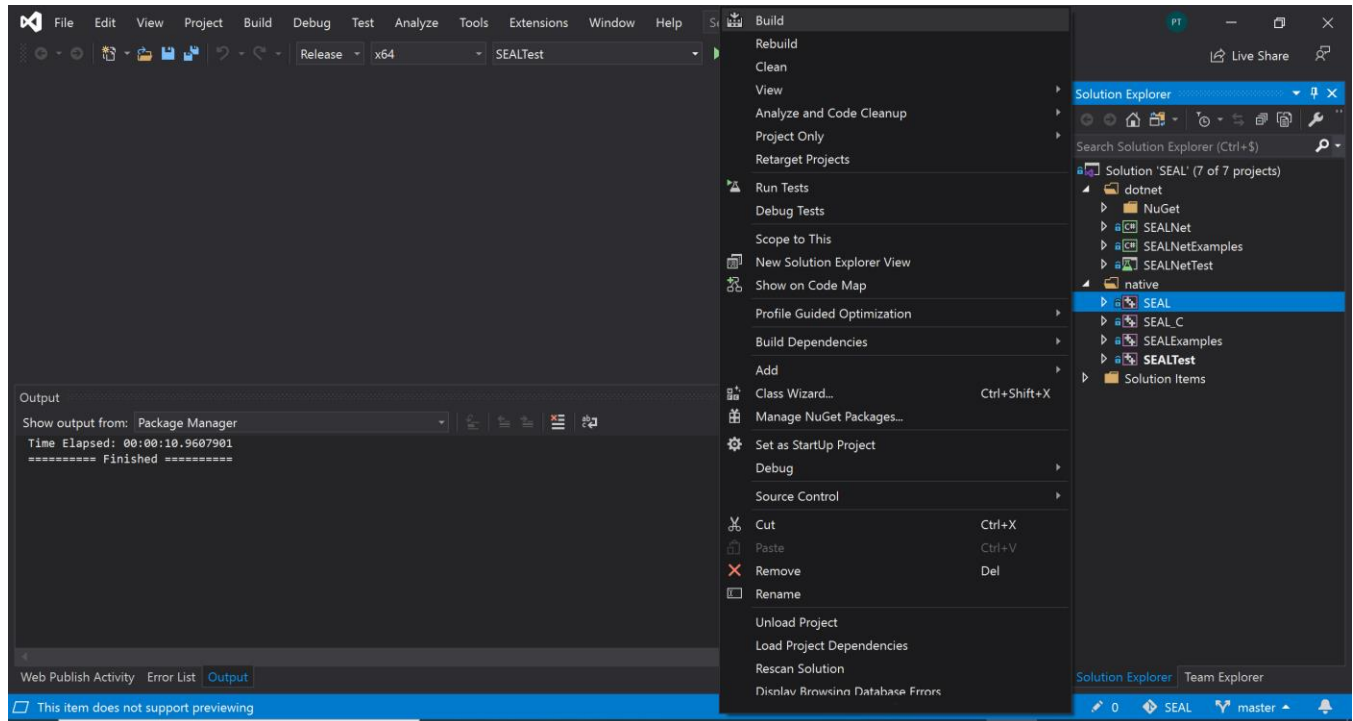 File Edit View Project Build Debug Test Analyze Tools Extensions Window Help
PT
Release x64 SEALTest
Live Share
Output
Show output from: Package Manager
Time Elapsed: 00:00:10.9607901
========== Finished ==========
Web Publish Activity Error List Output
This item does not support previewing
Build
Rebuild
Clean
View
Analyze and Code Cleanup
Project Only
Retarget Projects
Run Tests
Debug Tests
Scope to This
New Solution Explorer View
Show on Code Map
Profile Guided Optimization
Build Dependencies
Add
Class Wizard... Ctrl+Shift+X
Manage NuGet Packages...
Set as StartUp Project
Debug
Source Control
Cut Ctrl+X
Paste Ctrl+V
Remove Del
Rename
Unload Project
Load Project Dependencies
Rescan Solution
Display Browsing Database Errors
Solution Explorer
Search Solution Explorer (Ctrl+$)
Solution 'SEAL' (7 of 7 projects)
dotnet
NuGet
C# SEALNet
C# SEALNetExamples
SEALNetTest
native
SEAL
SEAL_C
SEALExamples
SEALTest
Solution Items
Solution Explorer Team Explorer
0 SEAL master